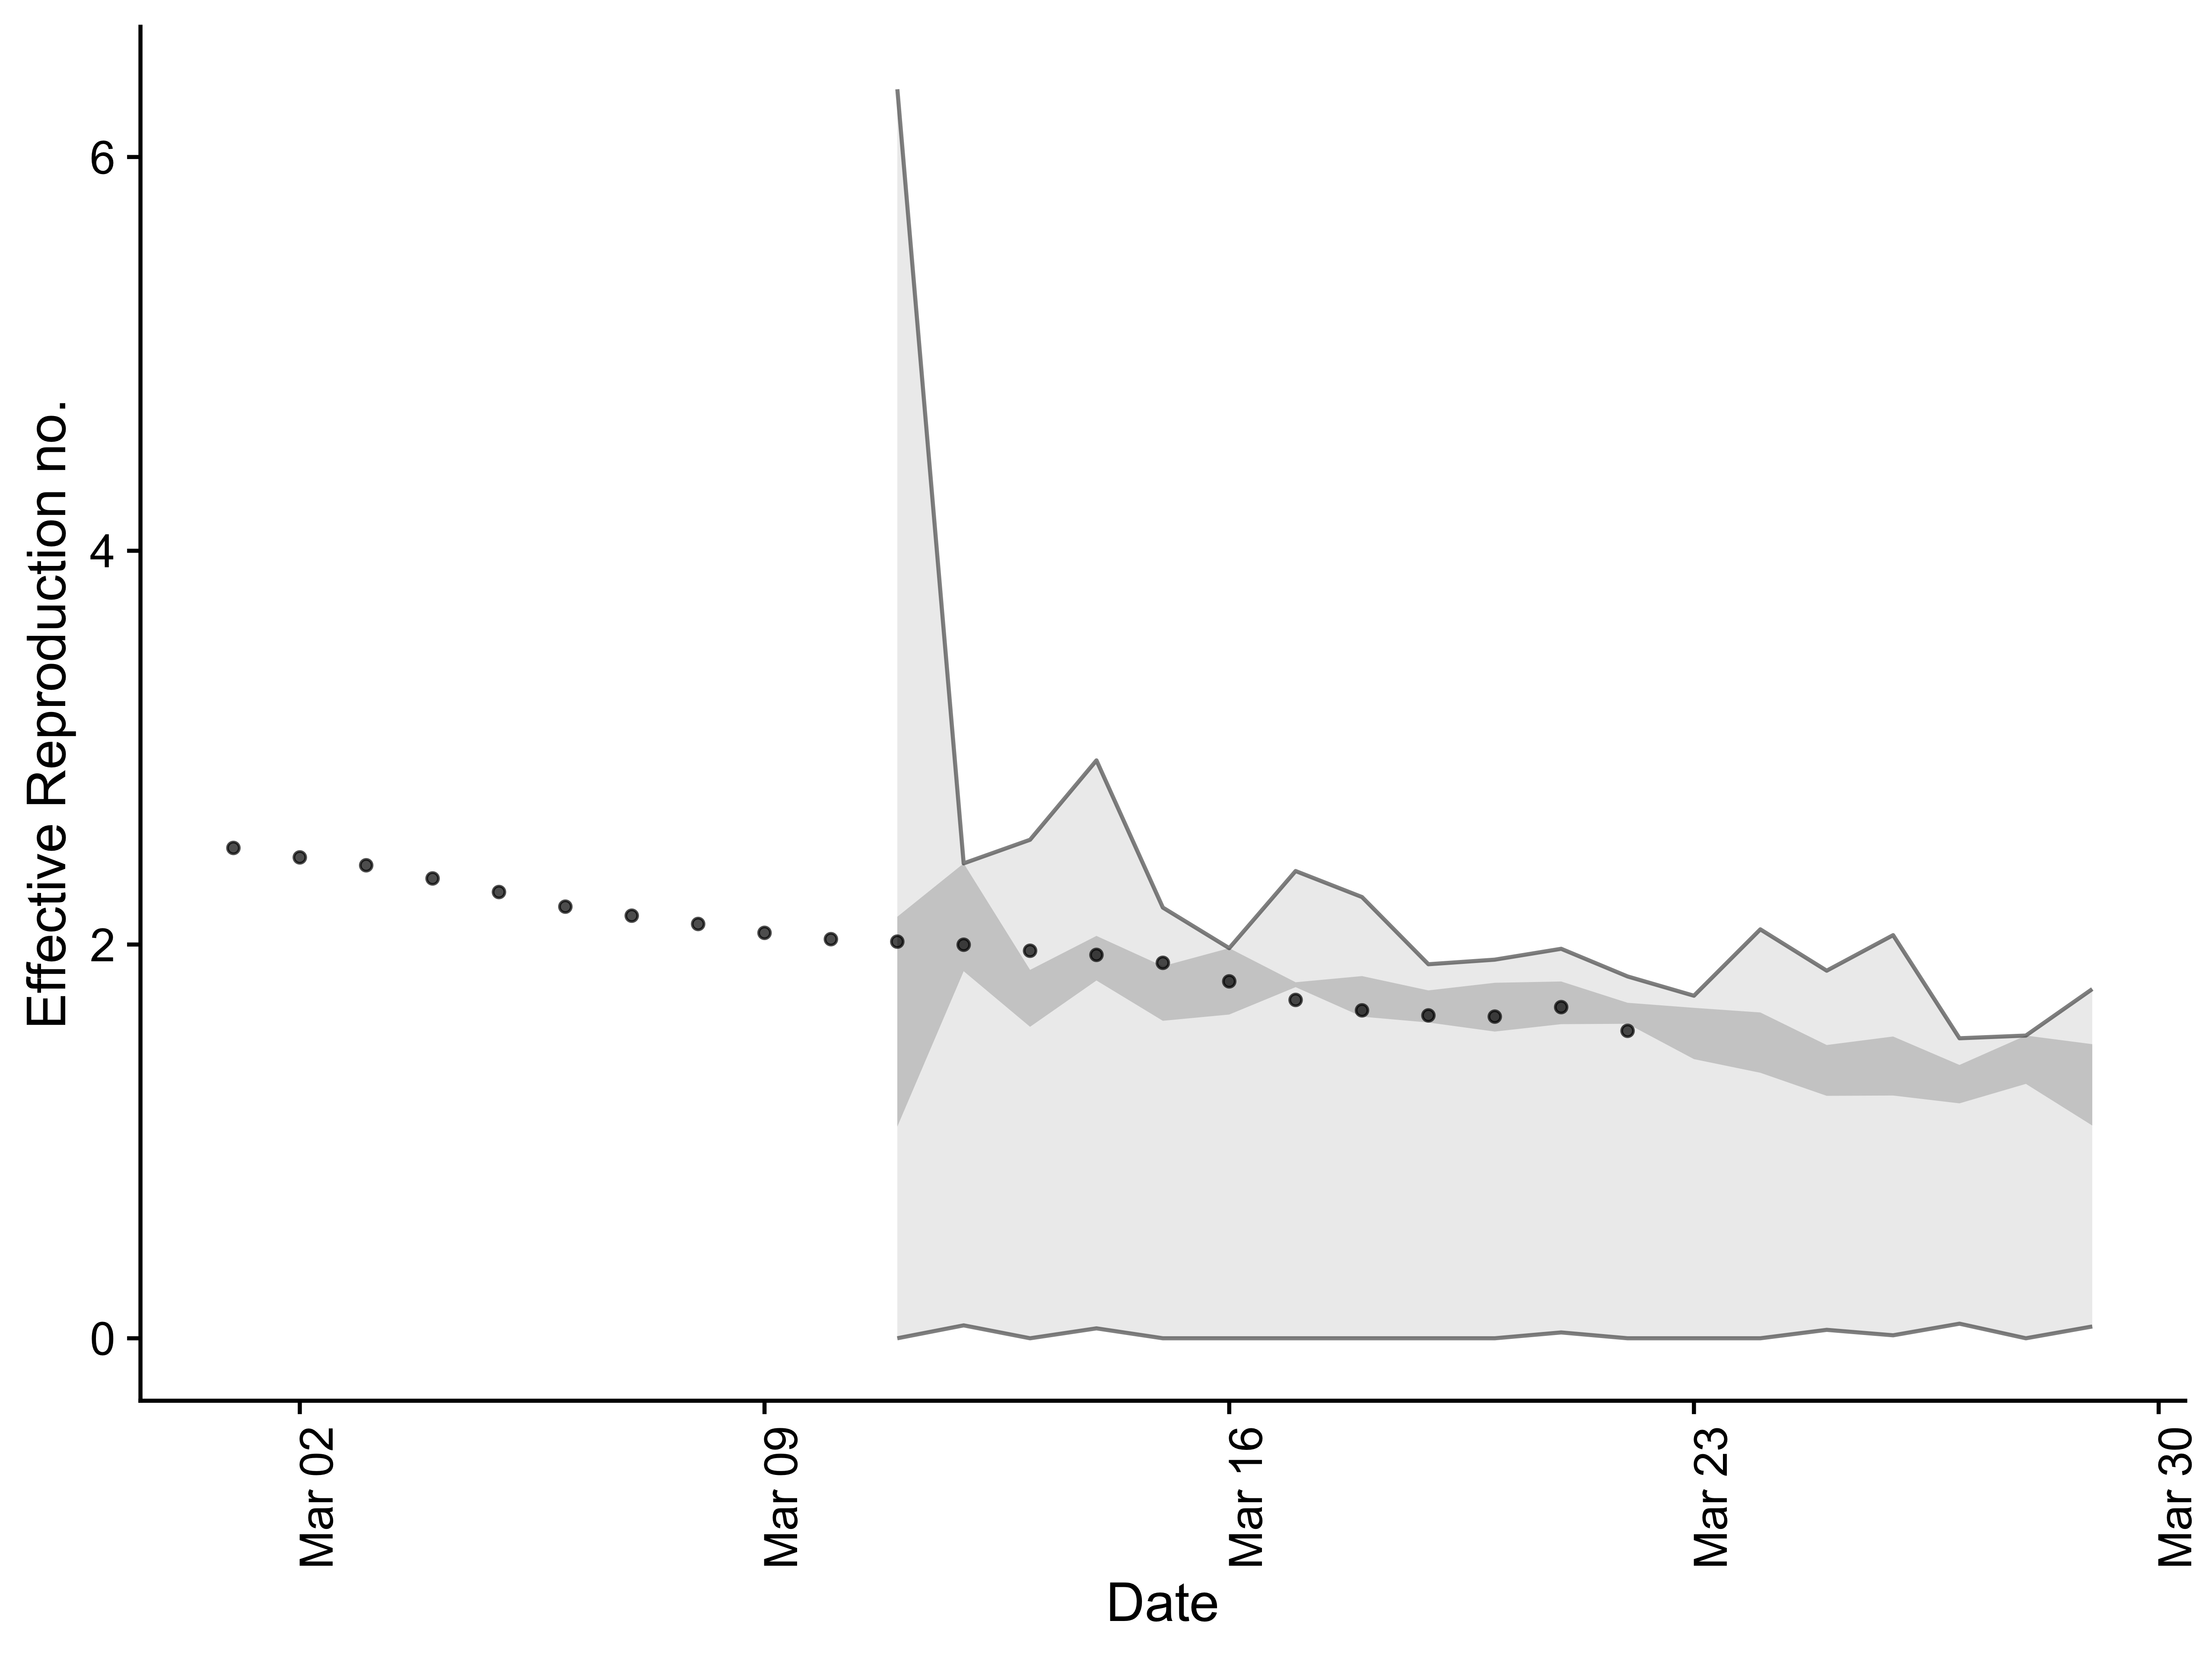 Effective Reproduction no.
6
4
2
0
Mar 02
Mar 09
Mar 16
Mar 23
Mar 30
Date